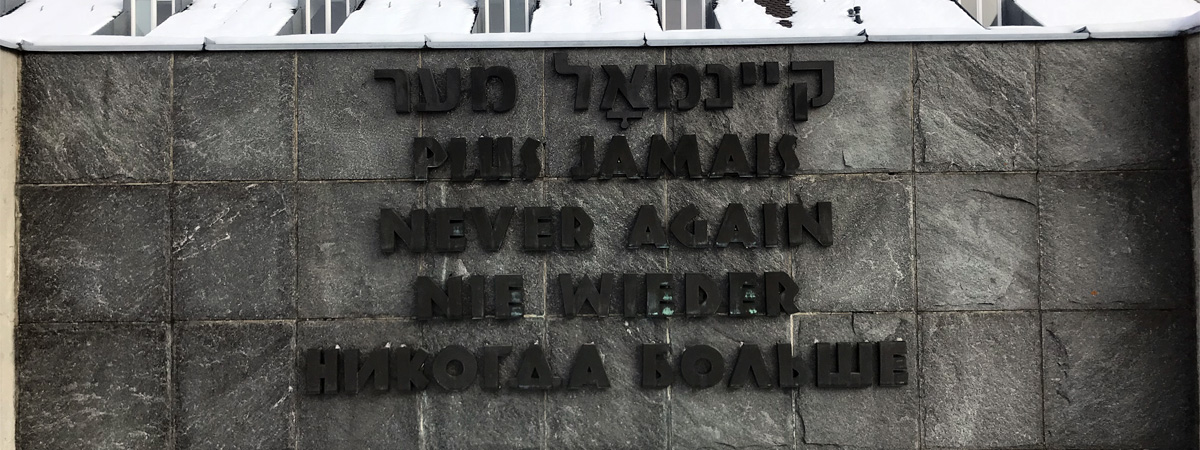 קיינמאָל מער
PLUS JAMAIS
NEVER AGAIN
NIE WIEDER
НИКОГДА БОЛЬШЕ